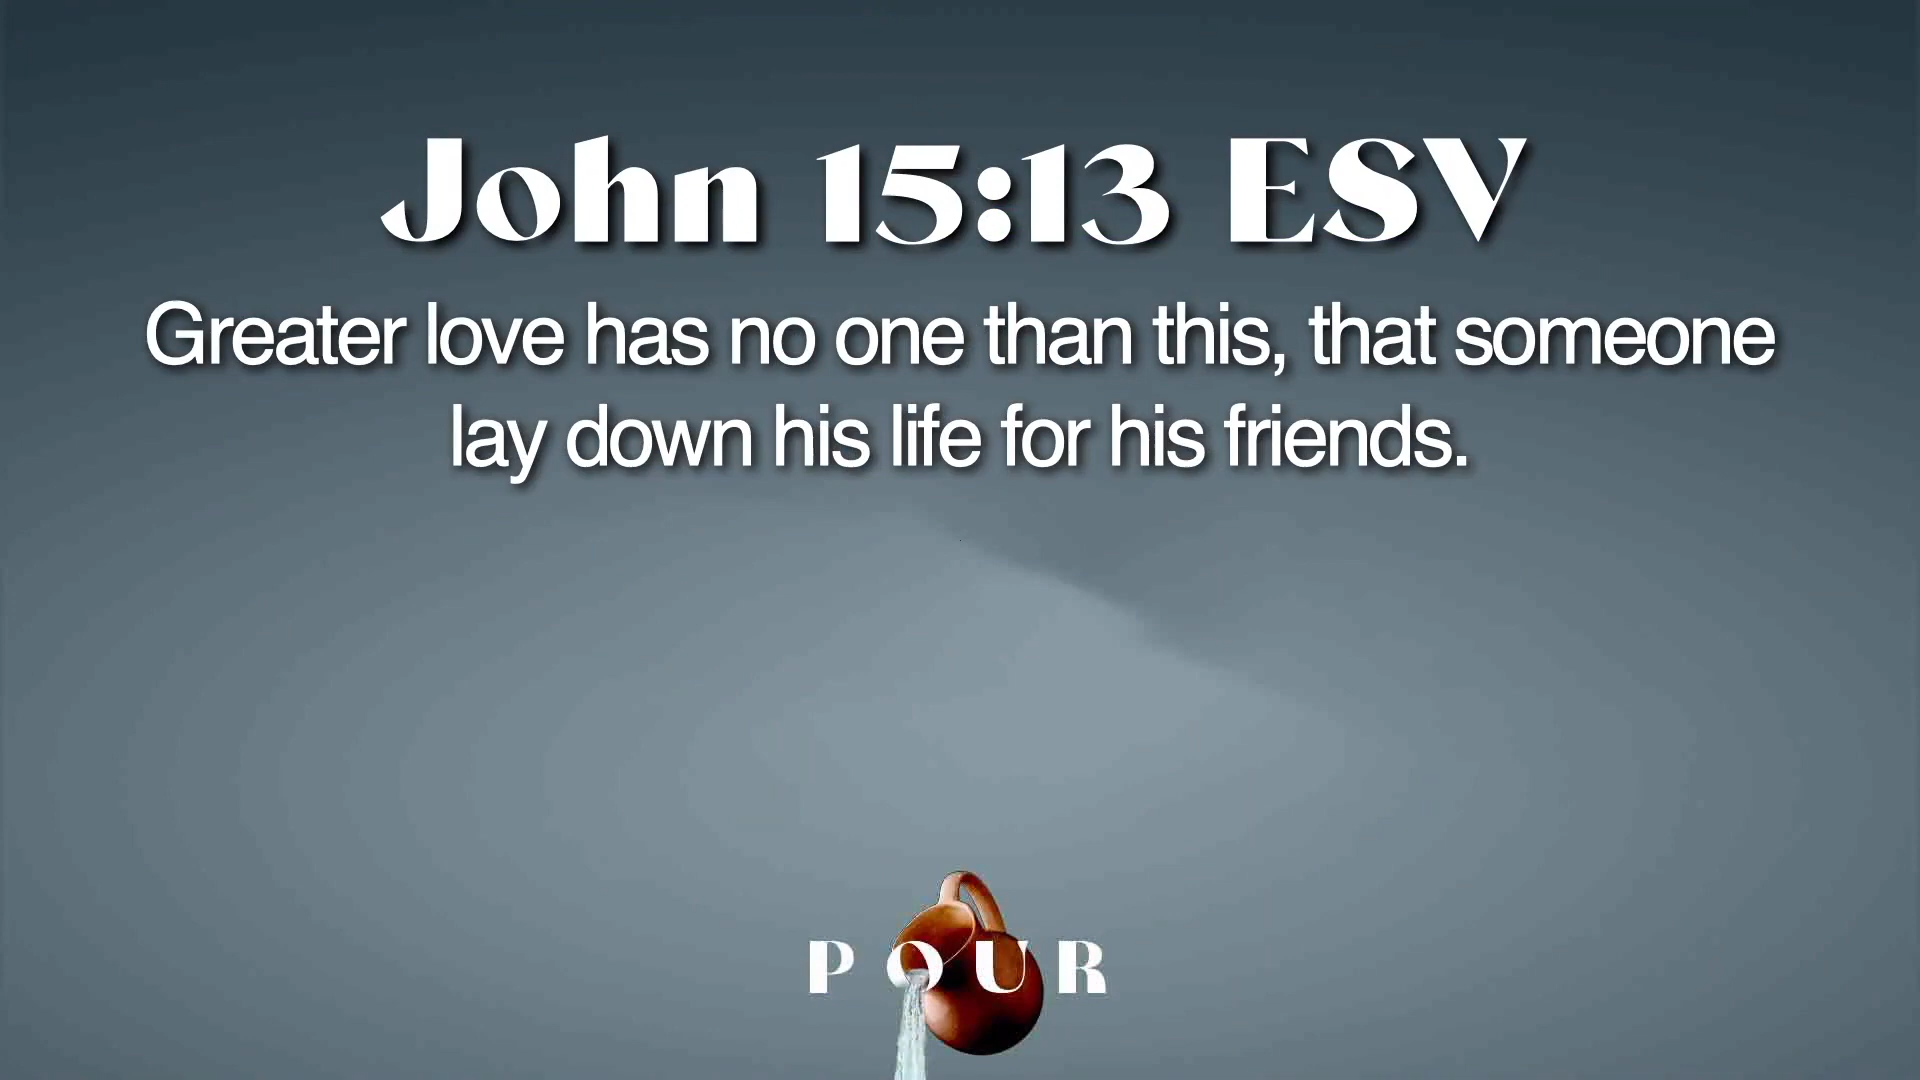 John 15:13 ESV
Greater love has no one than this, that someone
lay down his life for his friends.
POUR